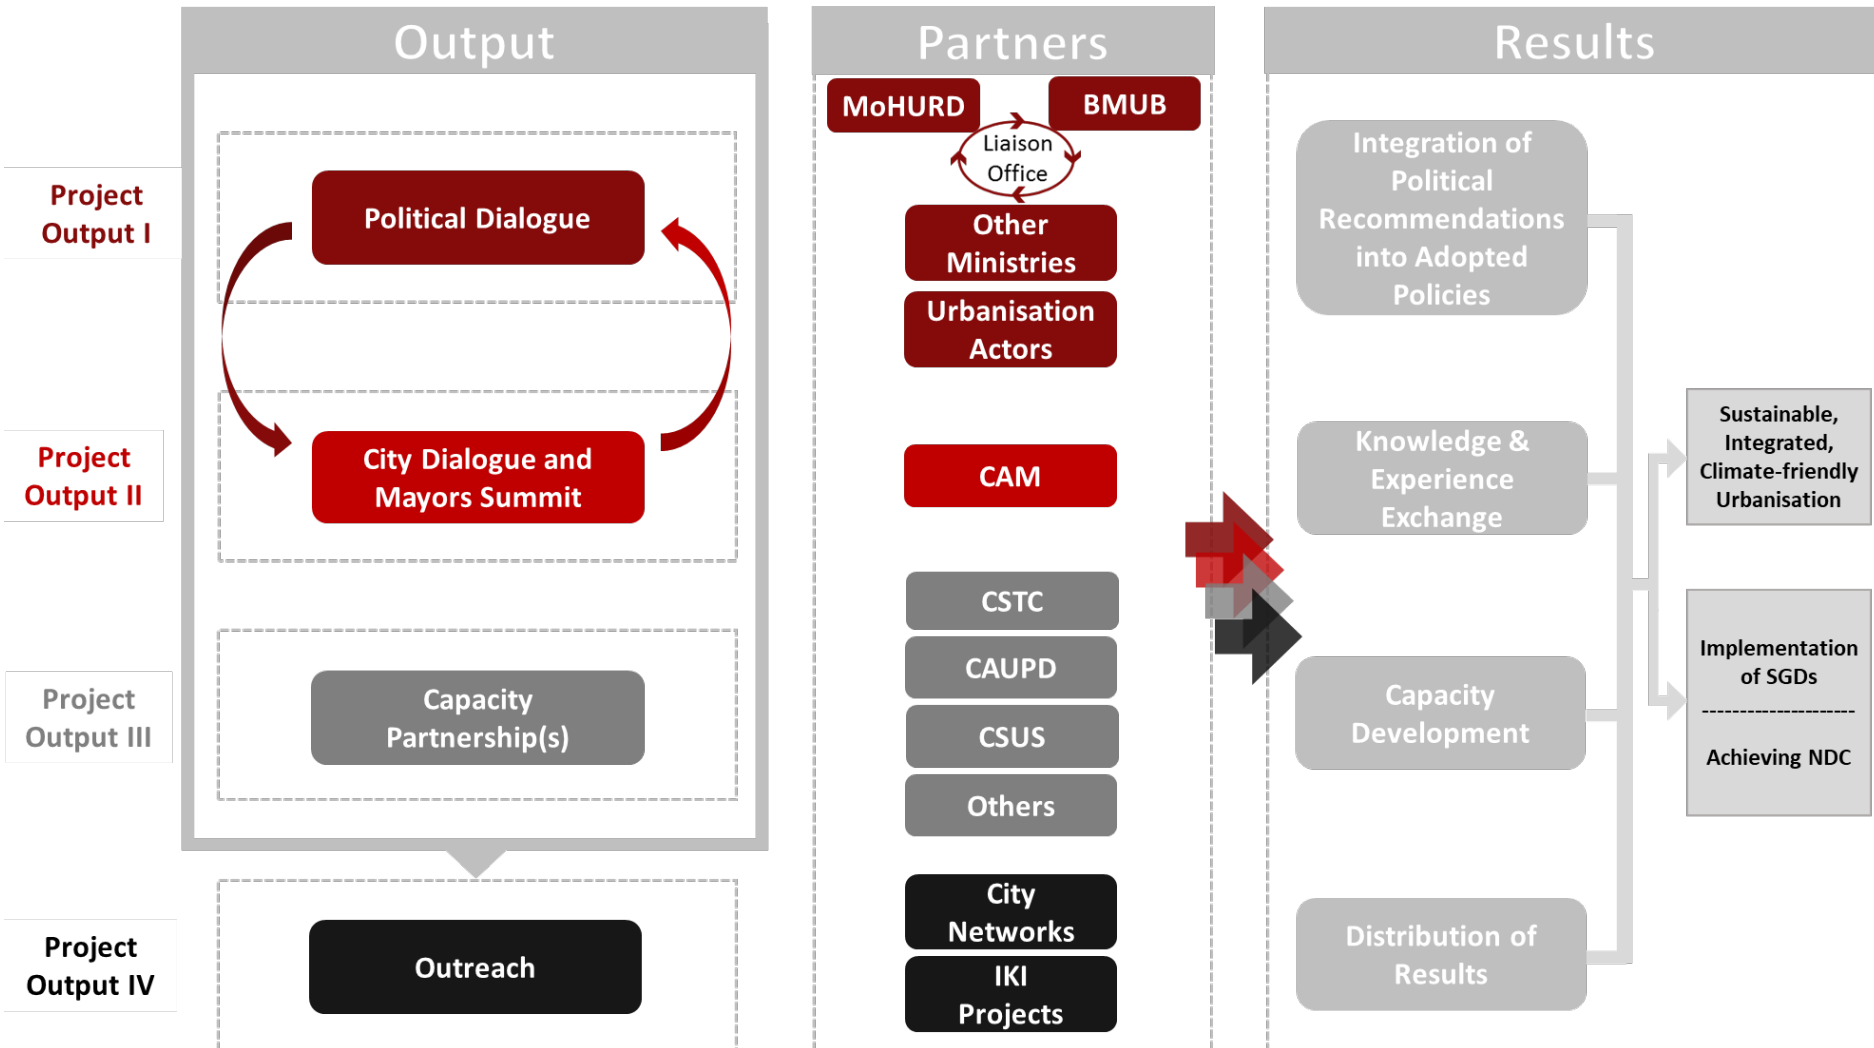 Output
Partners
Results
Project
Output I
Political Dialogue
Project
Output II
City Dialogue and
Mayors Summit
Project
Output III
Capacity
Partnership(s)
Project
Output IV
Outreach
MoHURD
BMUB
Liaison
Office
Other
Ministries
Urbanisation
Actors
CAM
CSTC
CAUPD
CSUS
Others
City
Networks
IKI
Projects
Integration of
Political
Recommendations
into Adopted
Policies
Knowledge &
Experience
Exchange
Capacity
Development
Distribution of
Results
Sustainable,
Integrated,
Climate-friendly
Urbanisation
Implementation
of SGDs
--------------------
Achieving NDC